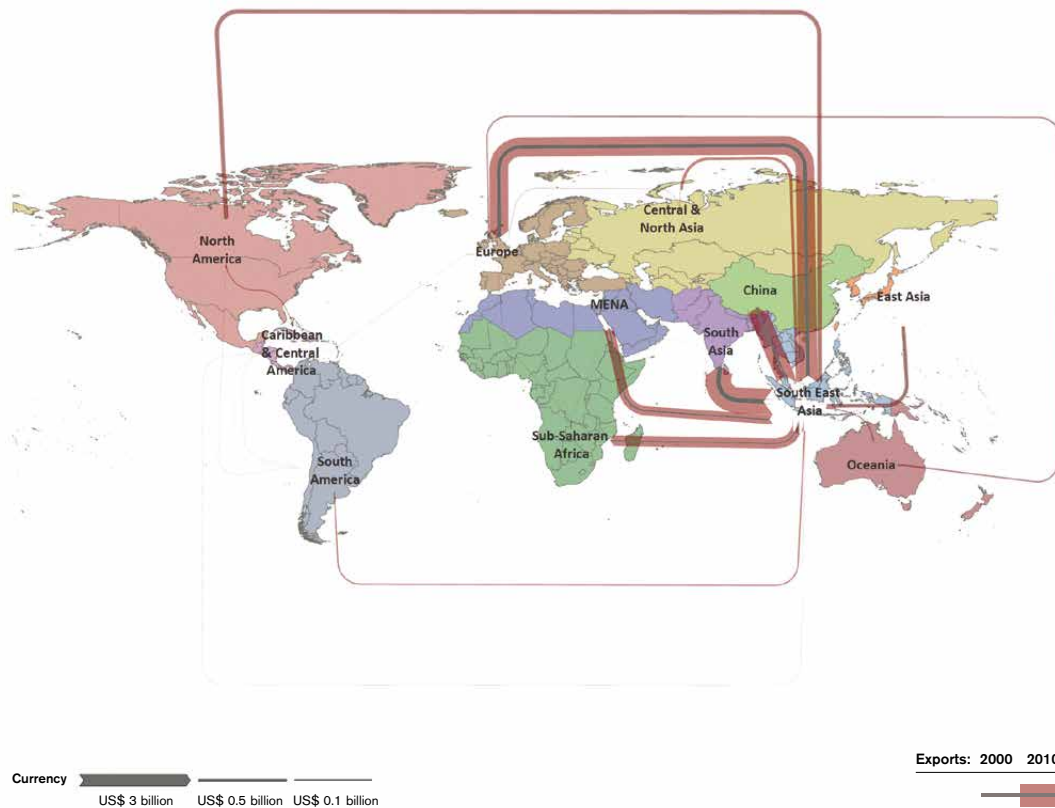 North
America
Caribbean
& Central
America
South
America
Europe
MENA
Sub-Saharan
Africa
Central &
North Asia
China
South
Asia
East Asia
South East
Asia
Oceania
Exports: 2000 2010
Currency
US$ 3 billion US$ 0.5 billion US$ 0.1 billion